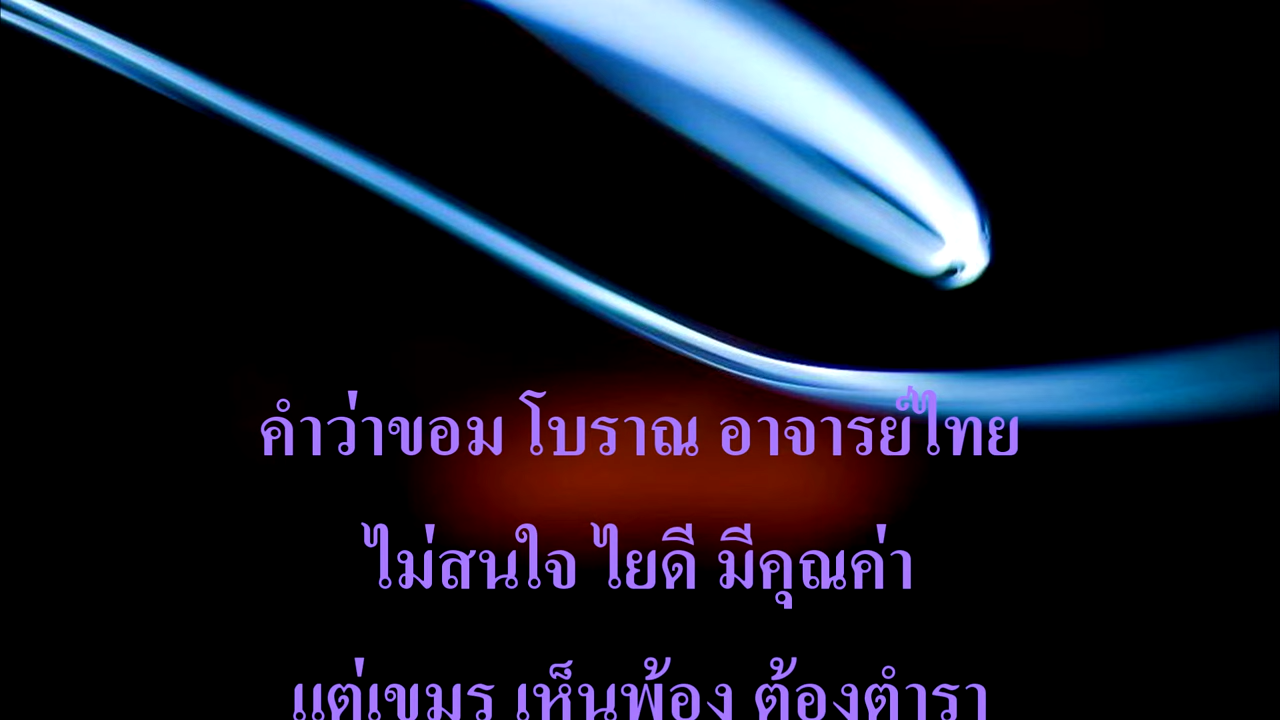 คำว่าขอม โบราณ อาจารย์ไทย
ไม่สนใจ ไยดี มีคุณค่า
แต่เขมร เห็นพ้อง ต้องตำรา